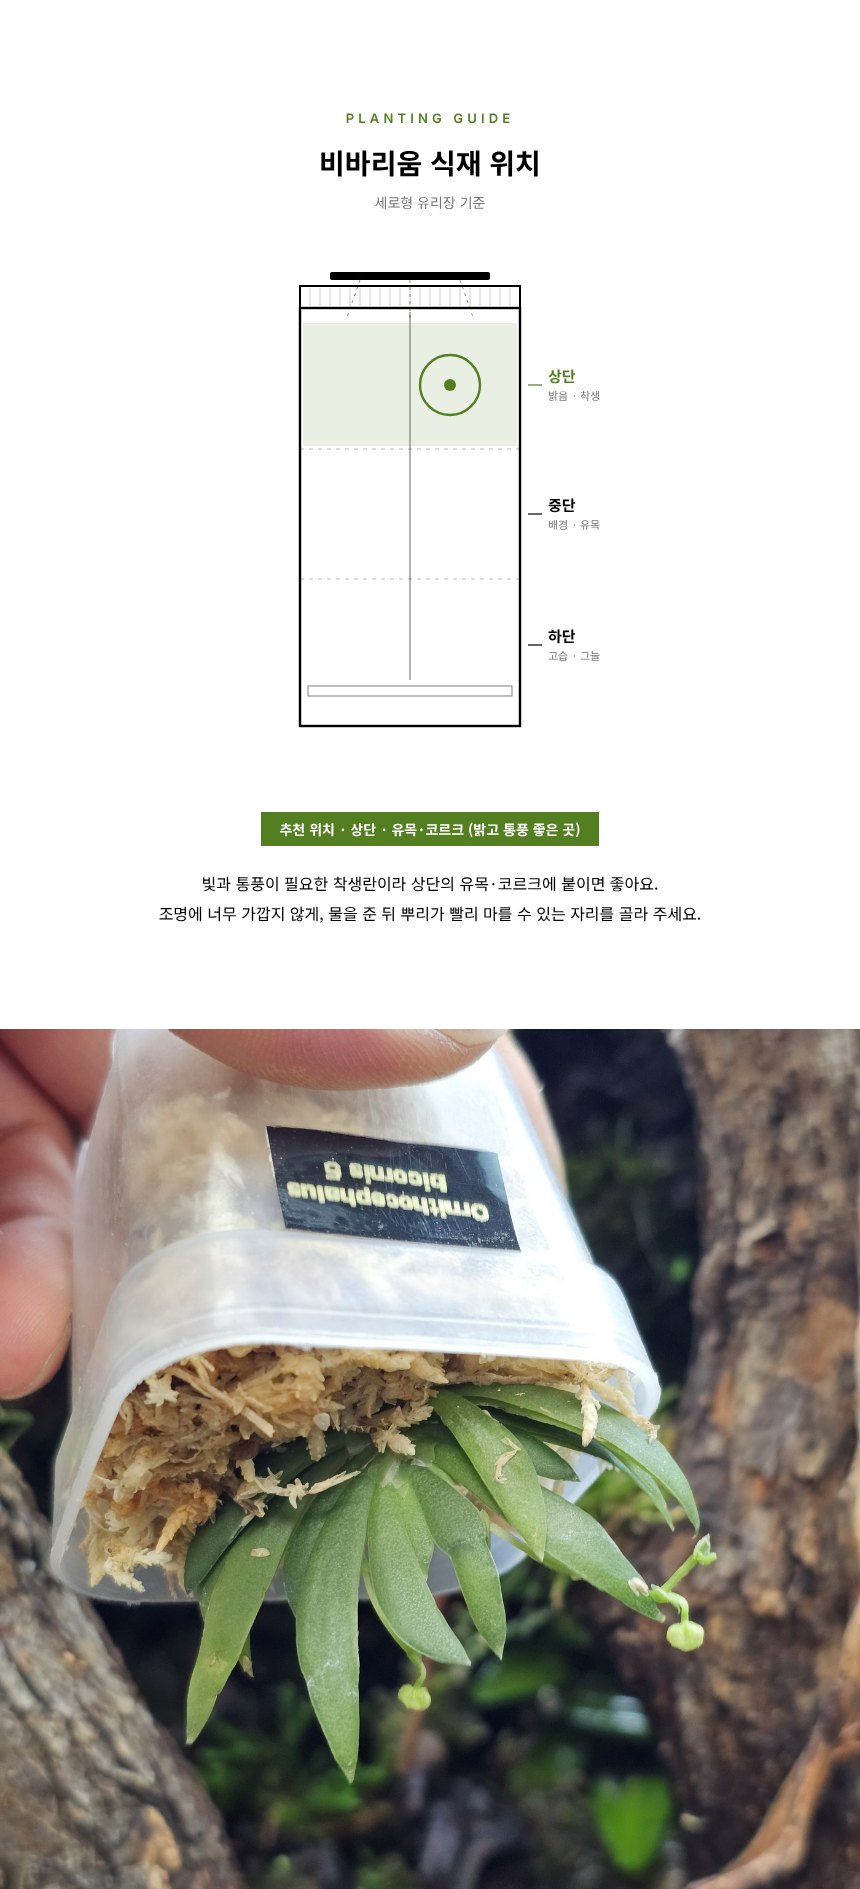 PLANTING GUIDE
비바리움 식재 위치
세로형 유리장 기준
상단
밝음 · 착생
중단
배경 · 유목
하단
고습 · 그늘
추천 위치 · 상단 · 유목·코르크 (밝고 통풍 좋은 곳)
빛과 통풍이 필요한 착생란이라 상단의 유목·코르크에 붙이면 좋아요.
조명에 너무 가깝지 않게, 물을 준 뒤 뿌리가 빨리 마를 수 있는 자리를 골라 주세요.
Ornithocephalus
bicornis 6